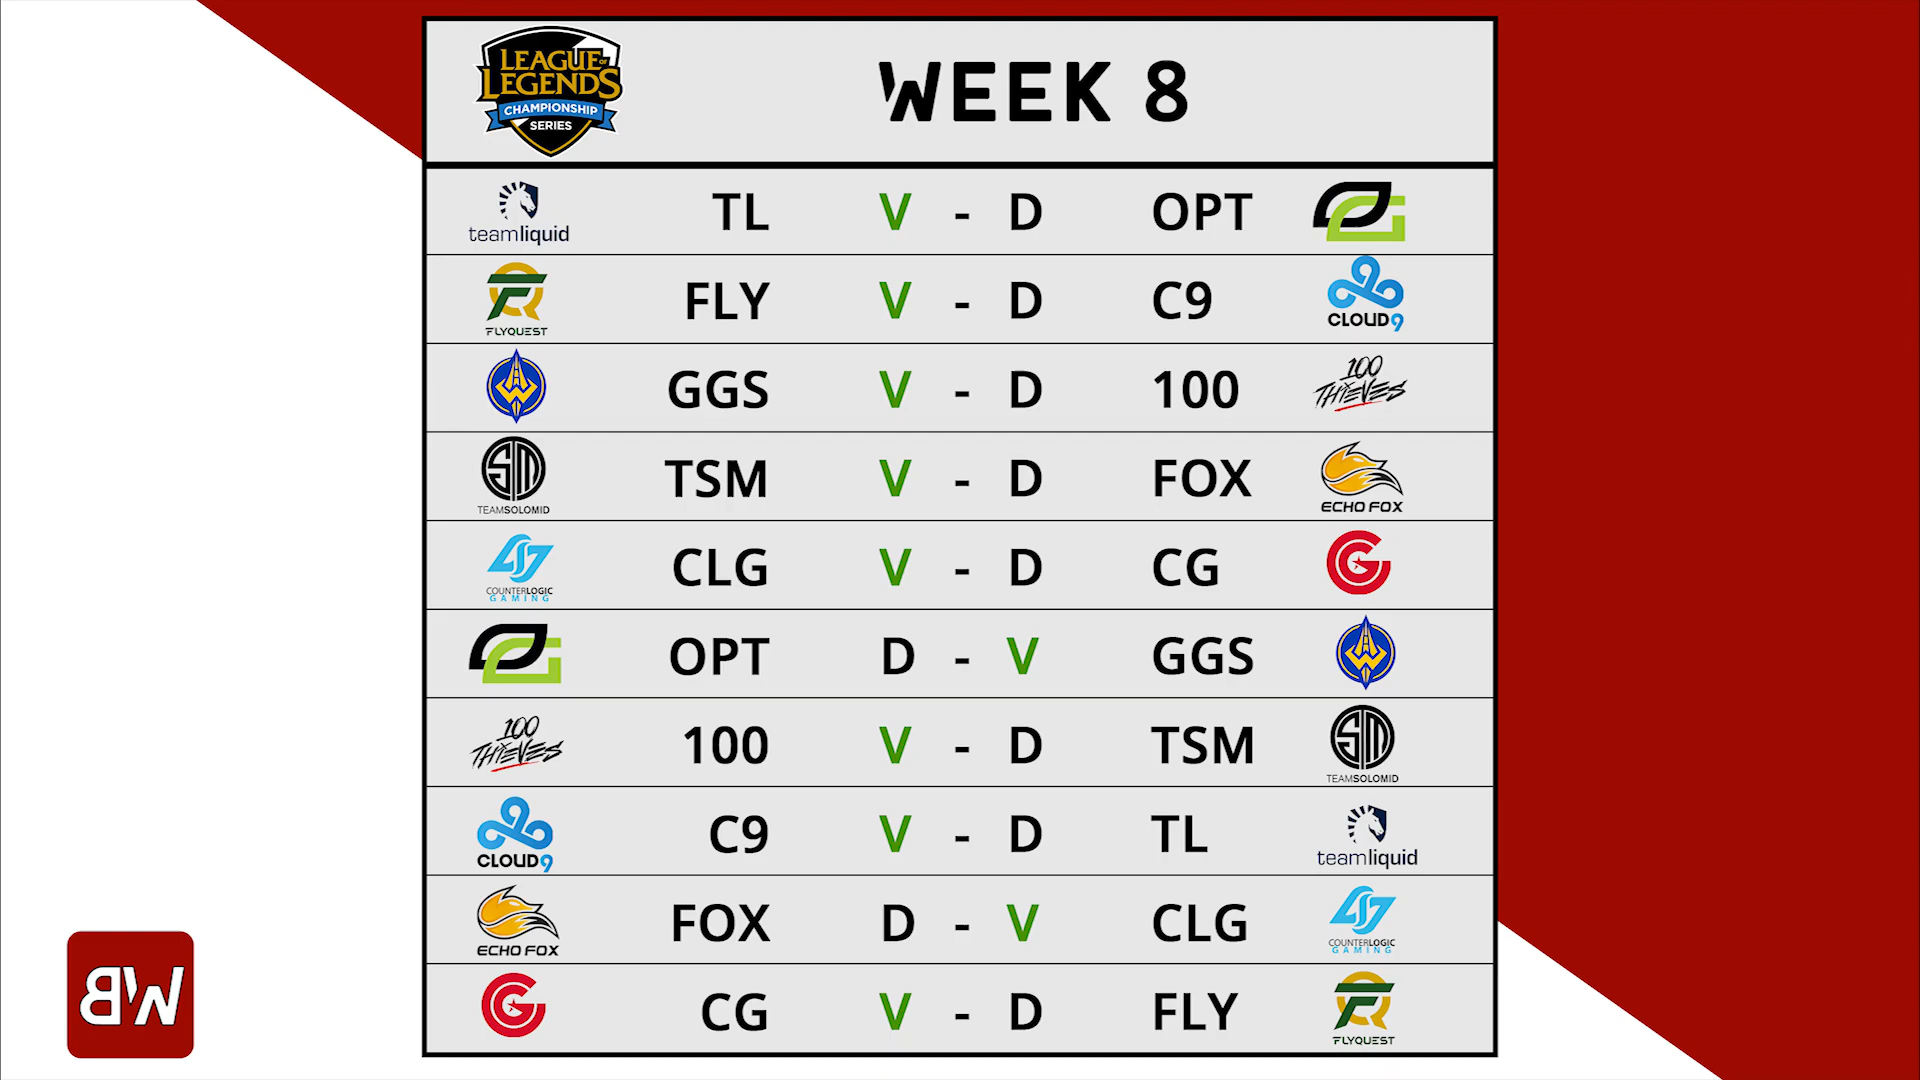 LEAGUE OF
LEGENDS
CHAMPIONSHIP
SERIES
WEEK 8
teamliquid TL V - D OPT
FLYQUEST FLY V - D C9 CLOUD9
GGS V - D 100 100 THIEVES
TEAMSOLOMID TSM V - D FOX ECHO FOX
COUNTERLOGIC GAMING CLG V - D CG
OPT D - V GGS
100 THIEVES 100 V - D TSM TEAMSOLOMID
CLOUD9 C9 V - D TL teamliquid
ECHO FOX FOX D - V CLG COUNTERLOGIC GAMING
CG V - D FLY FLYQUEST
BW